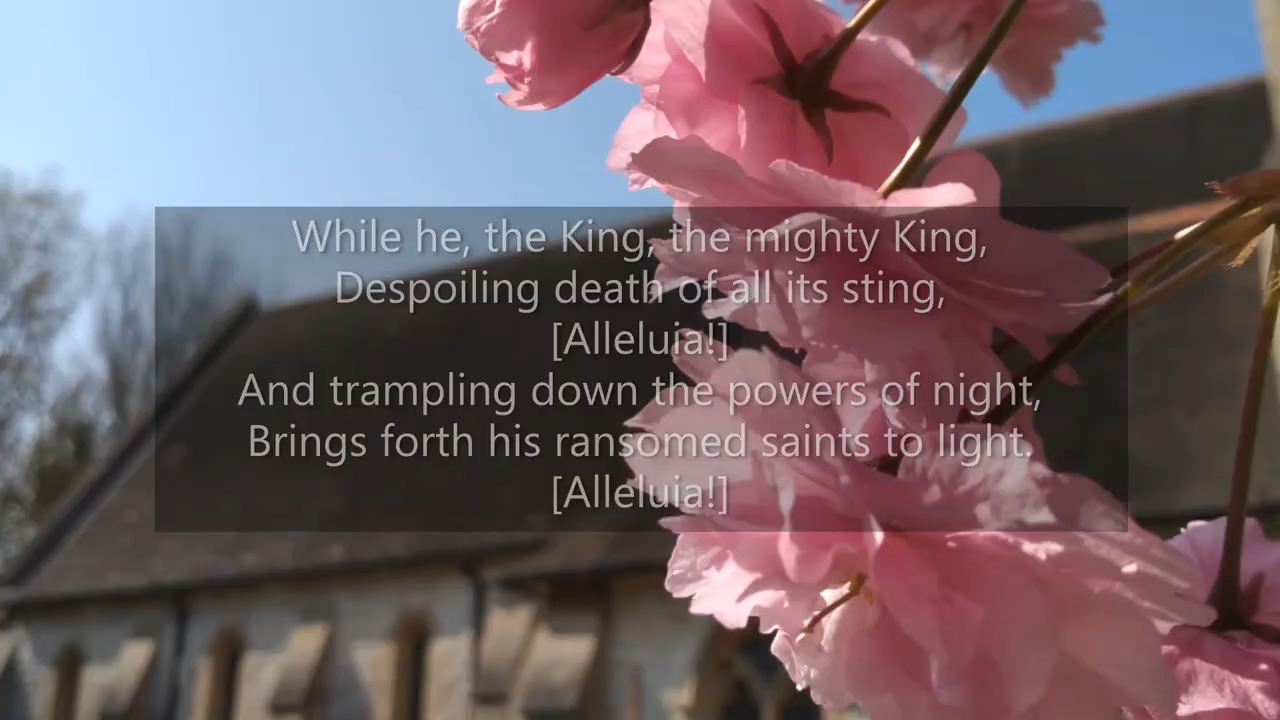 While he, the King, the mighty King,
Despoiling death of all its sting,
[Alleluia!]
And trampling down the powers of night,
Brings forth his ransomed saints to light.
[Alleluia!]